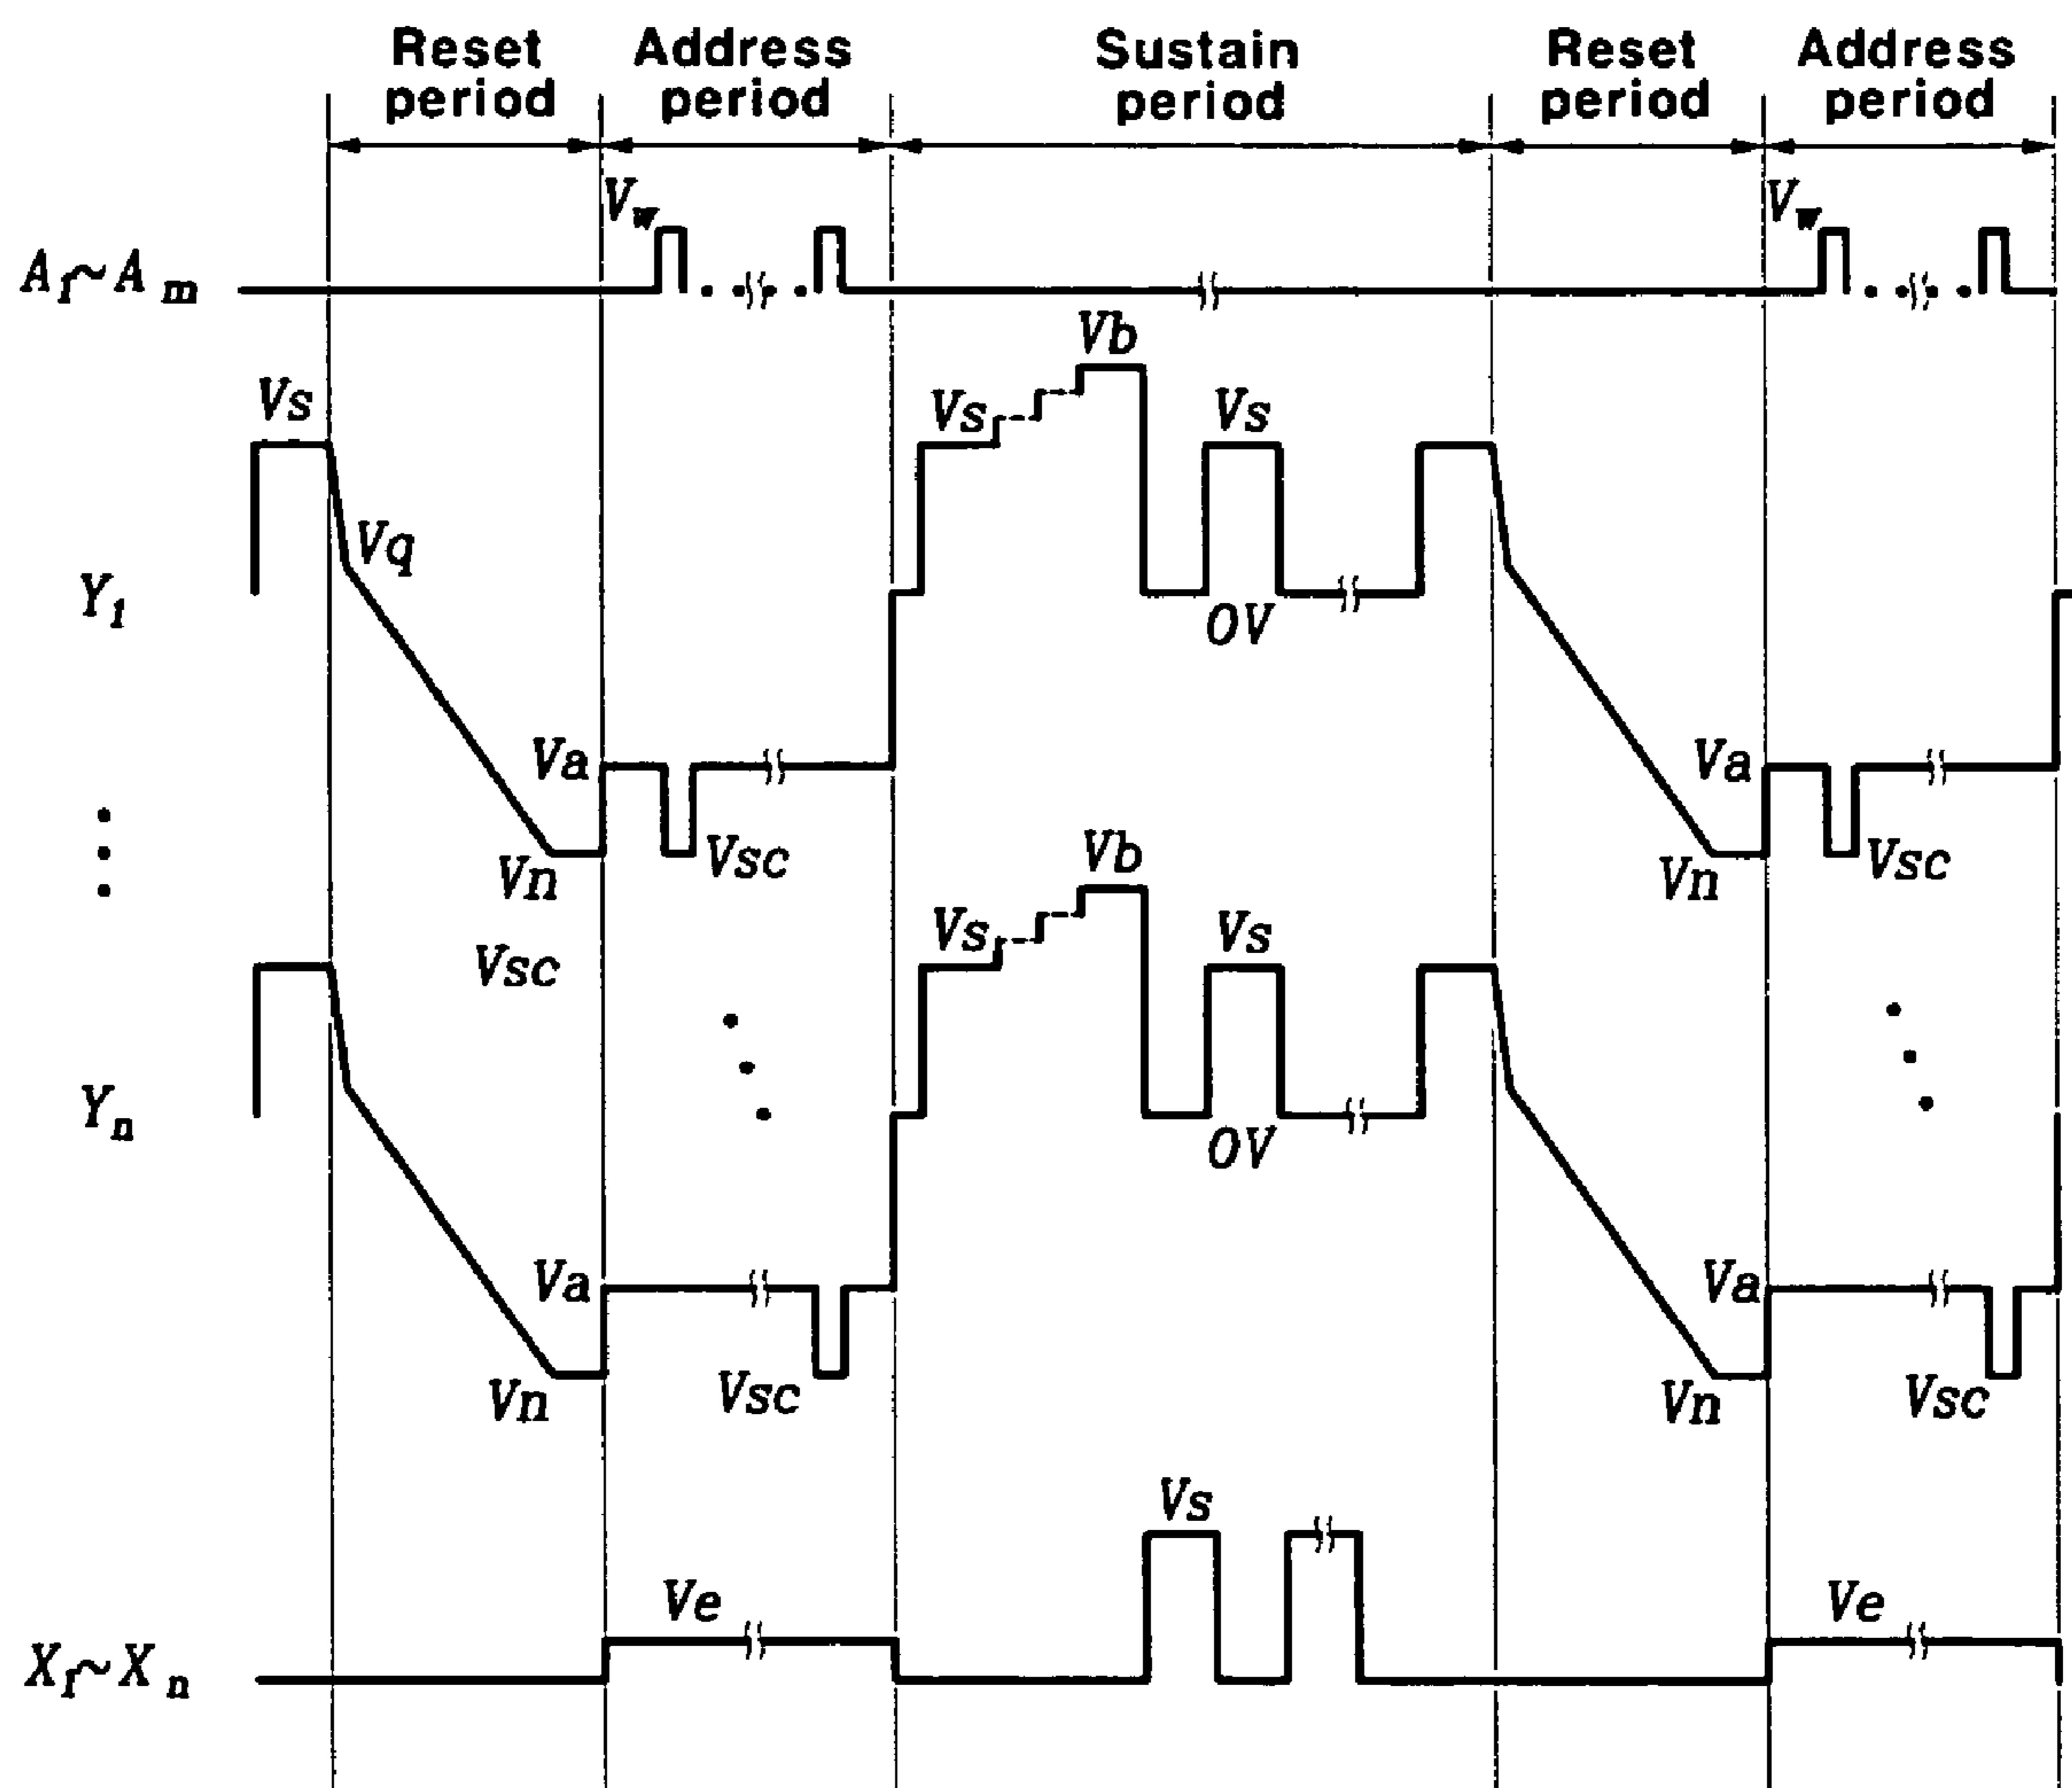 Reset period
Address period
Sustain period
Reset period
Address period
Vw
Vw
A1~Am
Vb
Vs
Vs
Vs
Vq
Y1
0V
Va
Va
Vn
Vsc
Vb
Vn
Vsc
Vs
Vs
Vsc
Yn
0V
Va
Va
Vn
Vsc
Vn
Vsc
Vs
Ve
Ve
X1~Xn